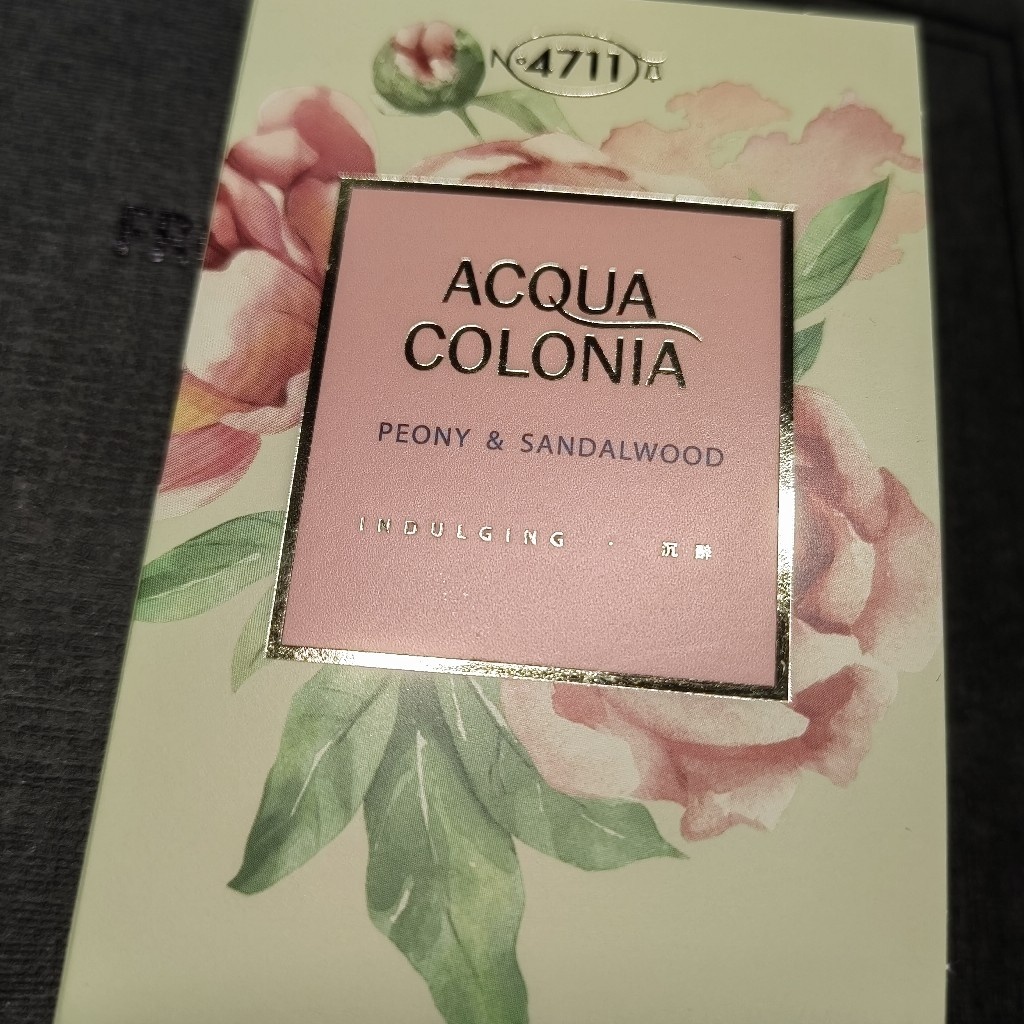 №4711
ACQUA
COLONIA
PEONY & SANDALWOOD
INDULGING · 沉醉